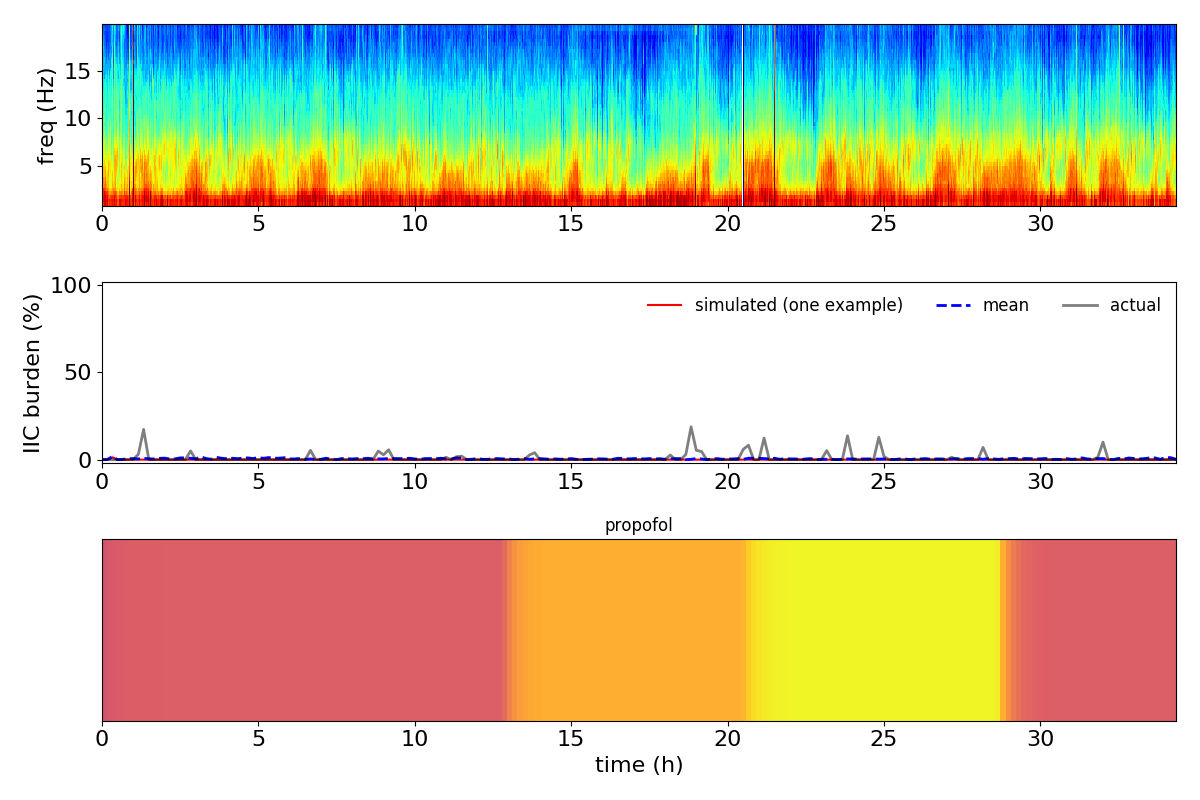 freq (Hz)
15
10
5
0 5 10 15 20 25 30
IIC burden (%)
100
50
0
simulated (one example) mean actual
0 5 10 15 20 25 30
propofol
0 5 10 15 20 25 30
time (h)